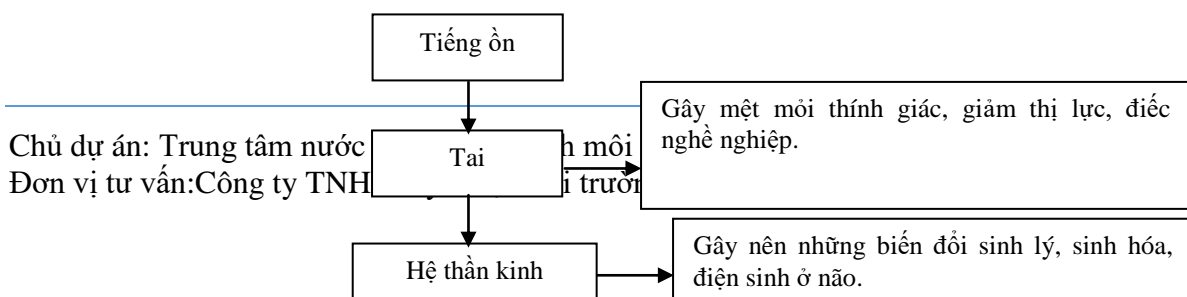 Tiếng ồn
Gây mệt mỏi thính giác, giảm thị lực, điếc
nghề nghiệp.
Chủ dự án: Trung tâm nước môi
Tai
Đơn vị tư vấn:Công ty
Gây nên những biến đổi sinh lý, sinh hóa,
điện sinh ở não.
Hệ thần kinh